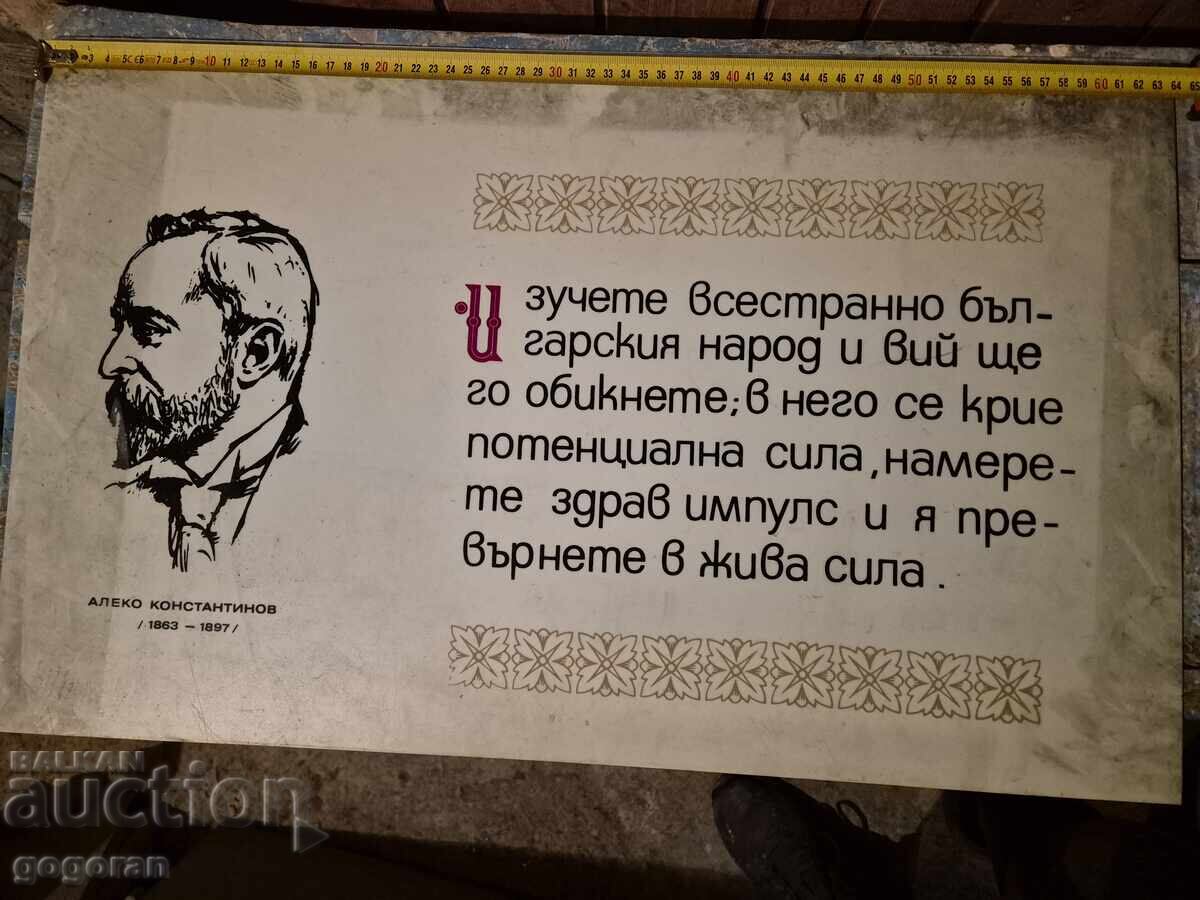 Изучете всестранно бъл-
гарския народ и вий ще
го обикнете; в него се крие
потенциална сила, намере-
те здрав импулс и я пре-
върнете в жива сила.
АЛЕКО КОНСТАНТИНОВ
/ 1863 – 1897 /
BALKAN
auction
gogoran